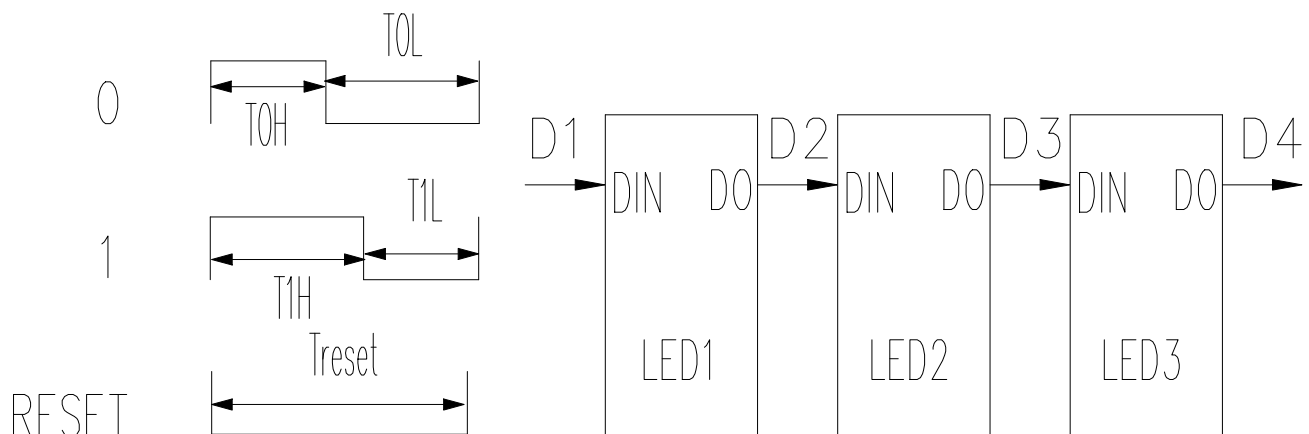 0
T0H
T0L
1
T1H
T1L
RESET
Treset
D1
DIN DO
LED1
D2
DIN DO
LED2
D3
DIN DO
LED3
D4